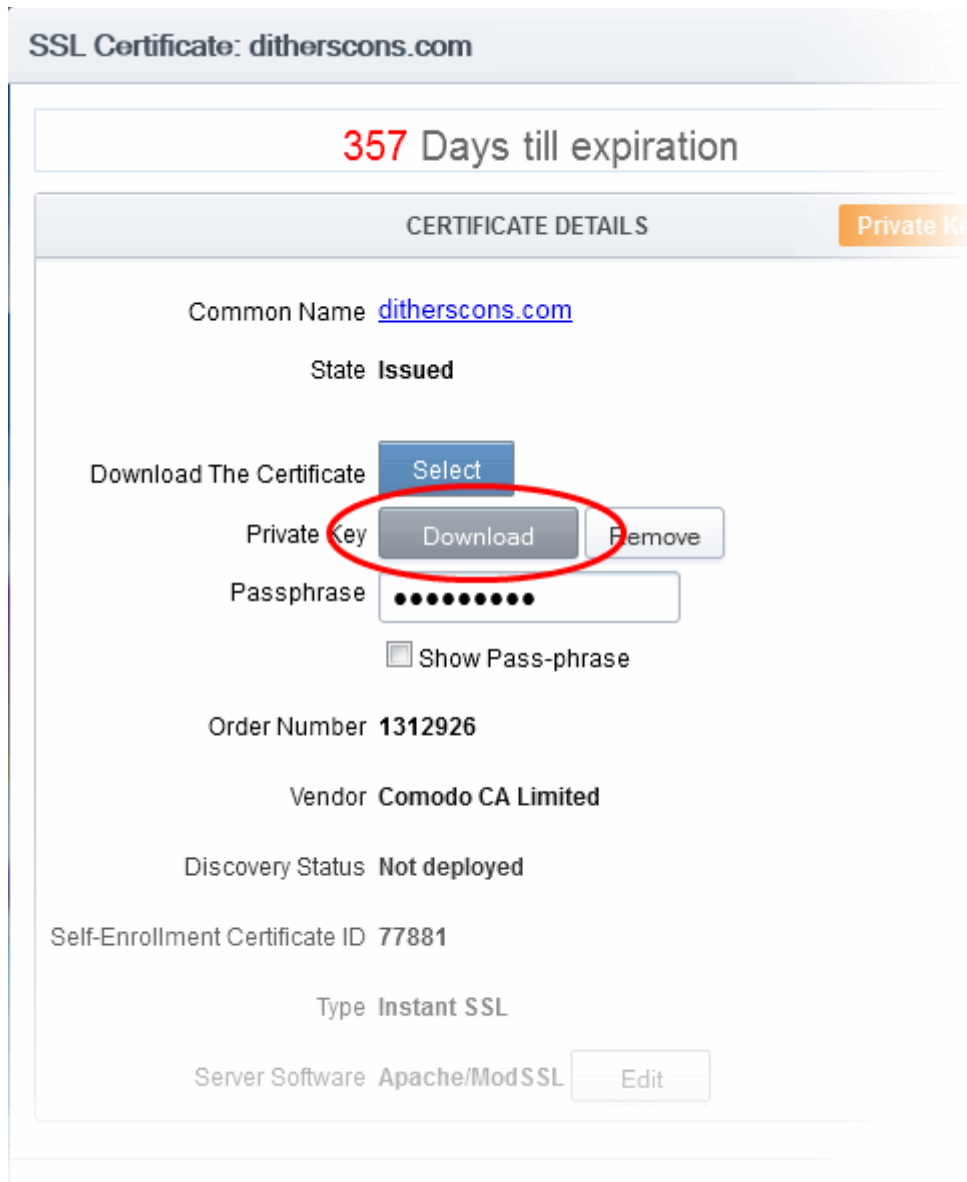 SSL Certificate: ditherscons.com
357 Days till expiration
CERTIFICATE DETAILS Private
Common Name ditherscons.com
State Issued
Download The Certificate Select
Private Key Download Remove
Passphrase ●●●●●●●●●
Show Pass-phrase
Order Number 1312926
Vendor Comodo CA Limited
Discovery Status Not deployed
Self-Enrollment Certificate ID 77881
Type Instant SSL
Server Software Apache/ModSSL Edit